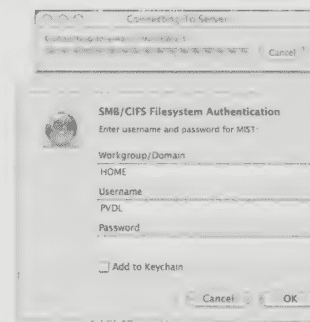 Connecting To Server
Cancel
SMB/CIFS Filesystem Authentication
Enter username and password for MIST:
Workgroup/Domain
HOME
Username
PVDL
Password
Add to Keychain
Cancel
OK